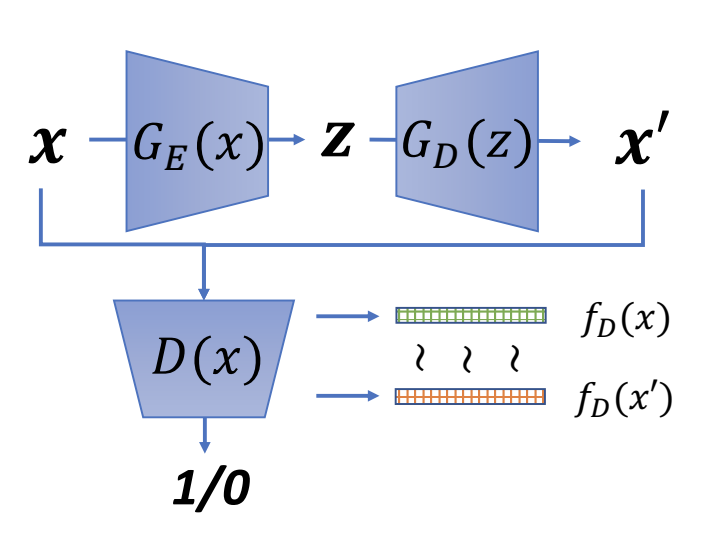 x G_E(x) z G_D(z) x′
f_D(x)
D(x) ~ ~ ~
f_D(x′)
1/0